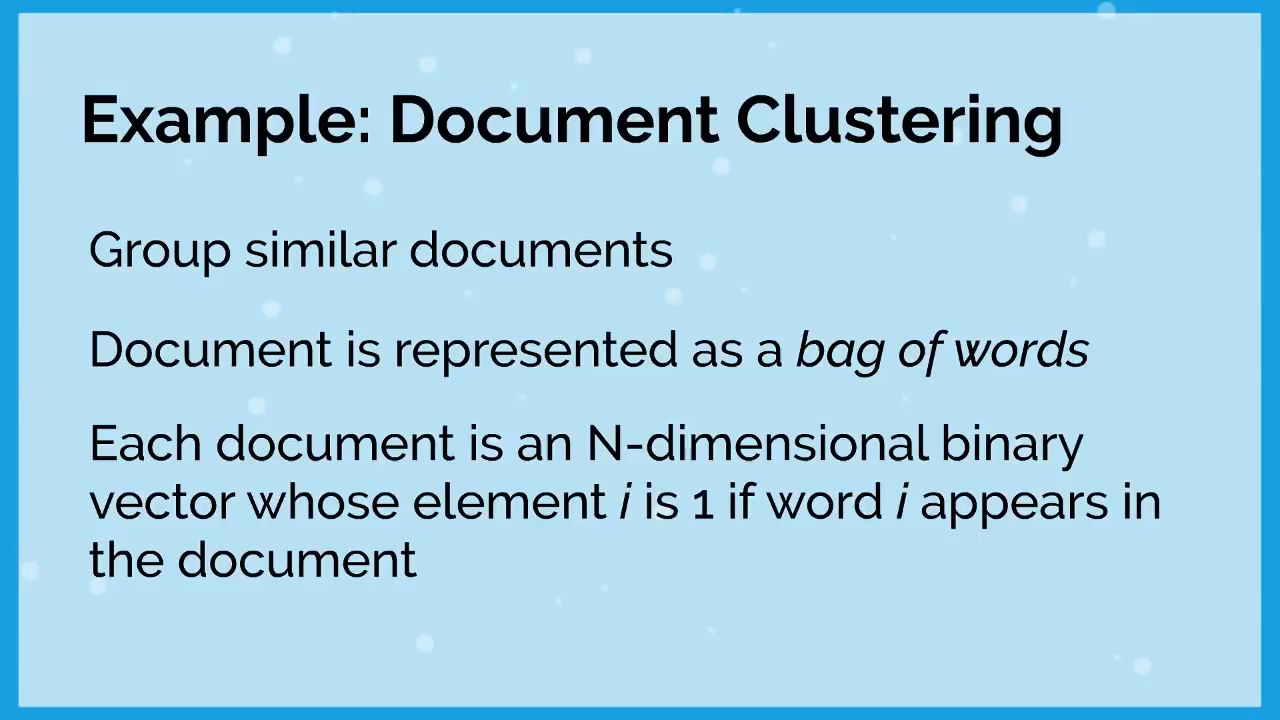 Example: Document Clustering
Group similar documents
Document is represented as a bag of words
Each document is an N-dimensional binary
vector whose element i is 1 if word i appears in
the document